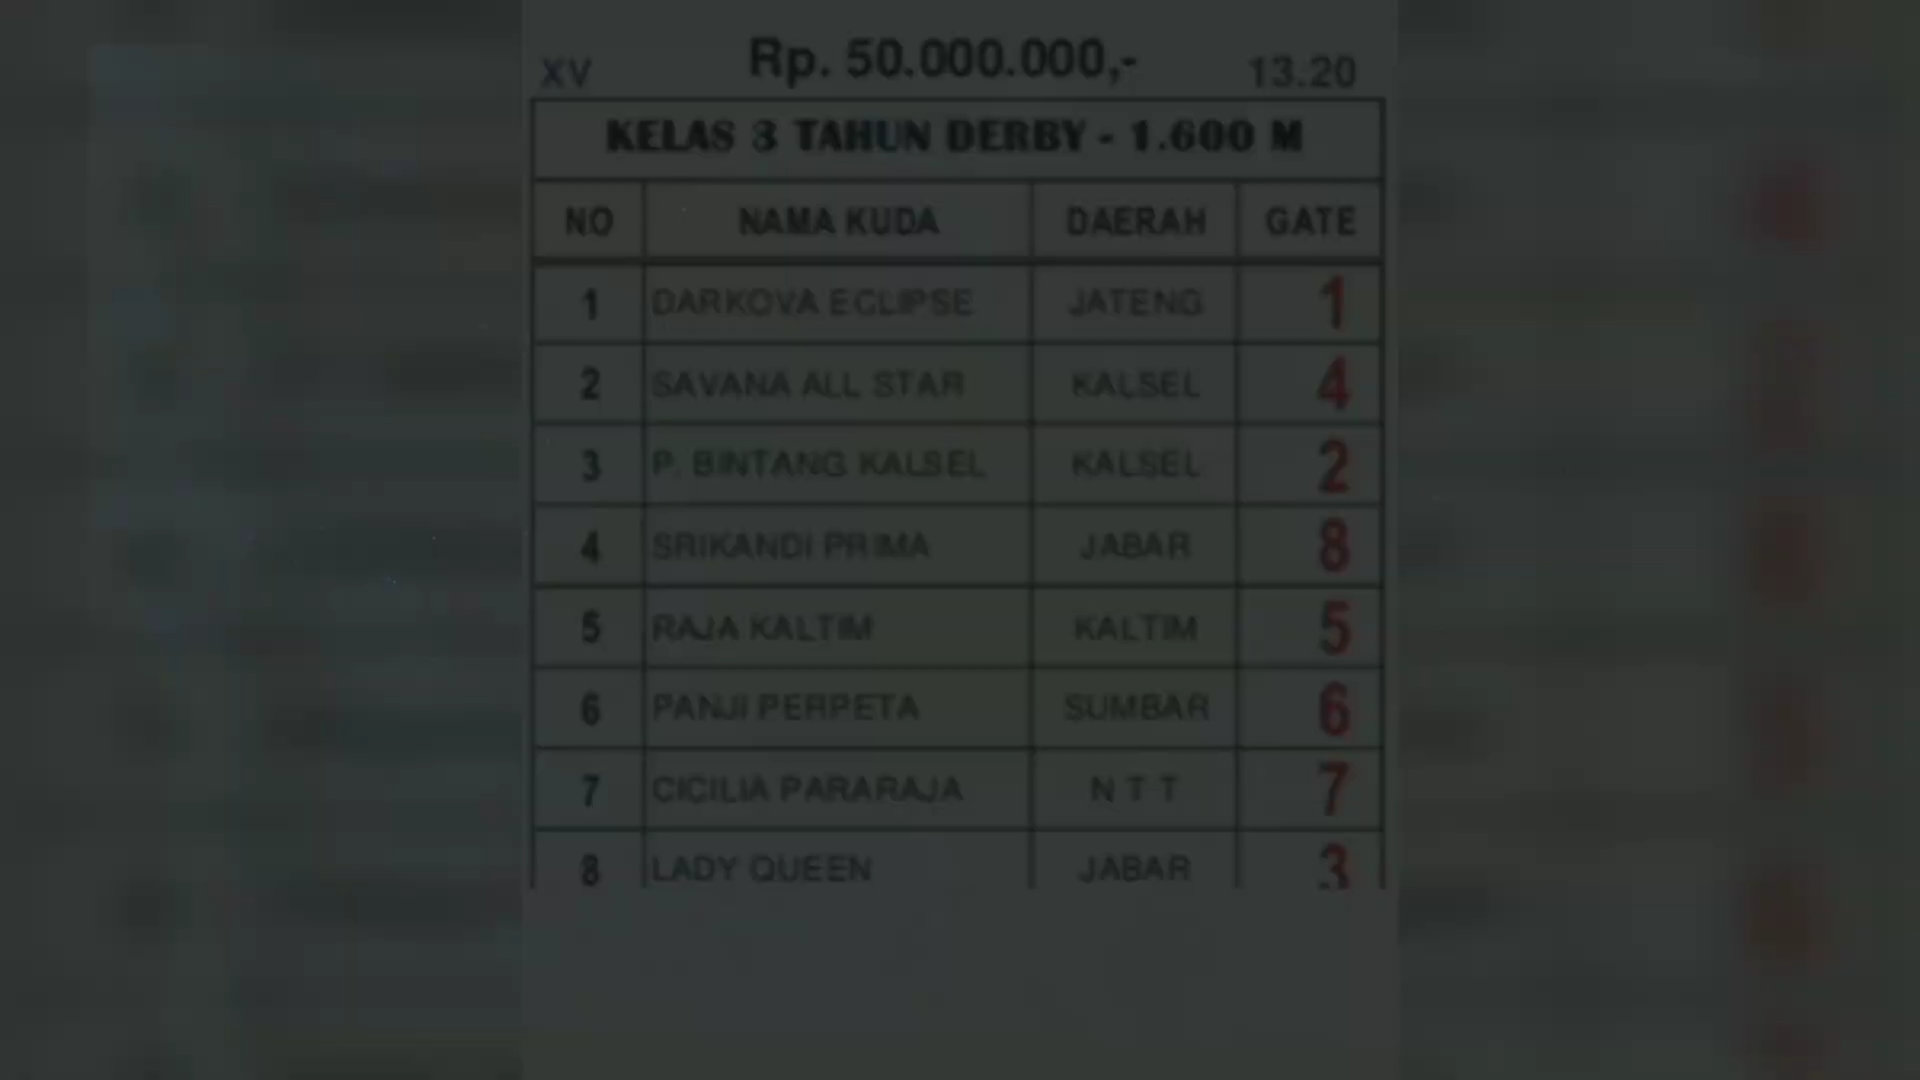 XV Rp. 50.000.000,- 13.20
KELAS 3 TAHUN DERBY - 1.600 M
NO NAMA KUDA DAERAH GATE
1 DARKOVA ECLIPSE JATENG 1
2 SAVANA ALL STAR KALSEL 4
3 P. BINTANG KALSEL KALSEL 2
4 SRIKANDI PRIMA JABAR 8
5 RAJA KALTIM KALTIM 5
6 PANJI PERPETA SUMBAR 6
7 CICILIA PARARAJA N T T 7
8 LADY QUEEN JABAR 3